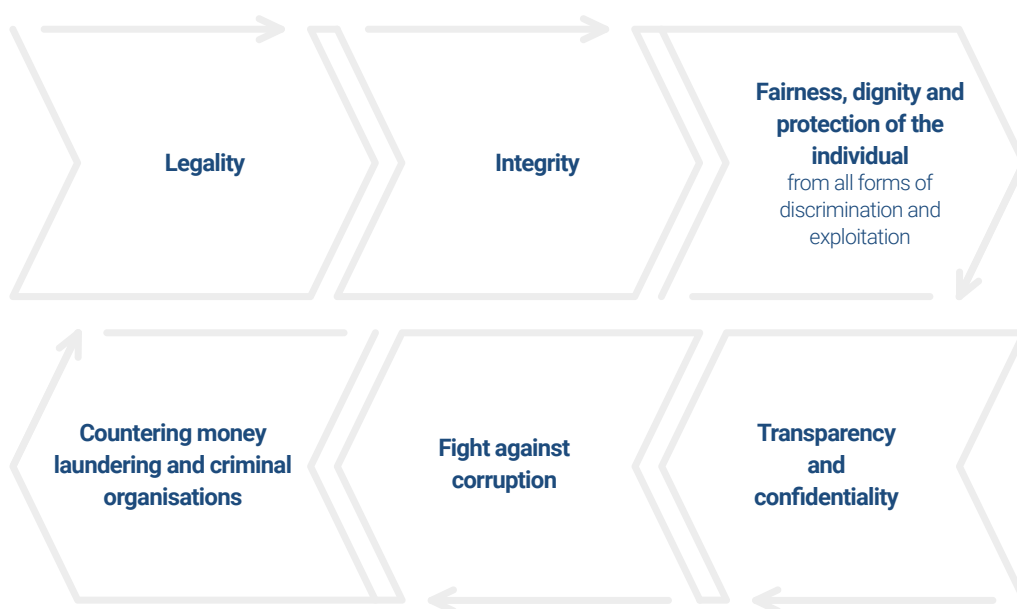 Legality
Integrity
Fairness, dignity and
protection of the
individual
from all forms of
discrimination and
exploitation
Countering money
laundering and criminal
organisations
Fight against
corruption
Transparency
and
confidentiality